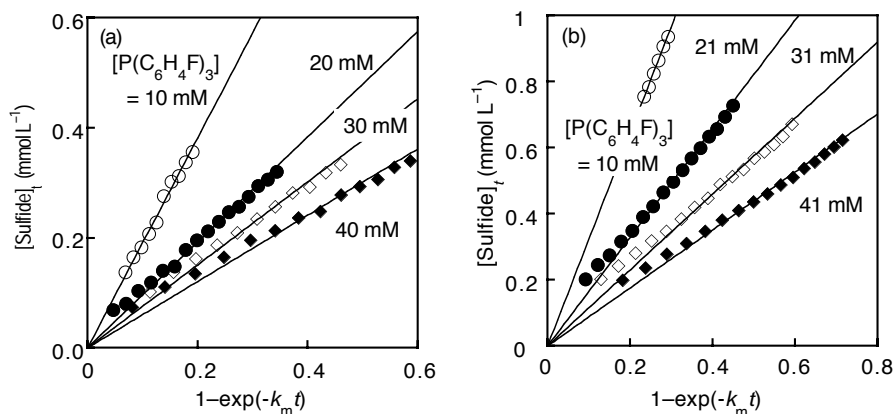 (a)
[P(C₆H₄F)₃]
= 10 mM
20 mM
30 mM
40 mM
[Sulfide]ₜ (mmol L⁻¹)
0.6
0.4
0.2
0.0
0
0.2
0.4
0.6
1–exp(-kₘt)
(b)
21 mM
31 mM
[P(C₆H₄F)₃]
= 10 mM
41 mM
[Sulfide]ₜ (mmol L⁻¹)
1
0.8
0.6
0.4
0.2
0
0
0.2
0.4
0.6
0.8
1–exp(-kₘt)